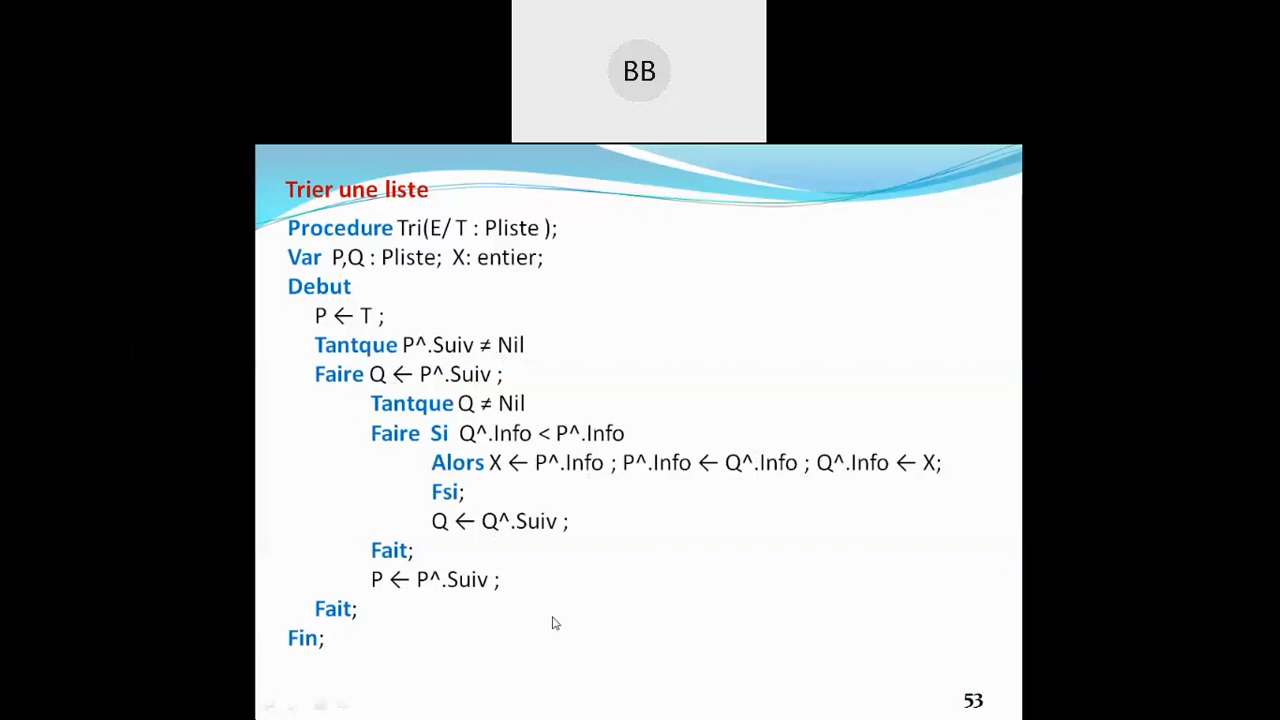 BB
Trier une liste
Procedure Tri(E/ T : Pliste );
Var P,Q : Pliste; X: entier;
Debut
P ← T ;
Tantque P^.Suiv ≠ Nil
Faire Q ← P^.Suiv ;
Tantque Q ≠ Nil
Faire Si Q^.Info < P^.Info
Alors X ← P^.Info ; P^.Info ← Q^.Info ; Q^.Info ← X;
Fsi;
Q ← Q^.Suiv ;
Fait;
P ← P^.Suiv ;
Fait;
Fin;
53